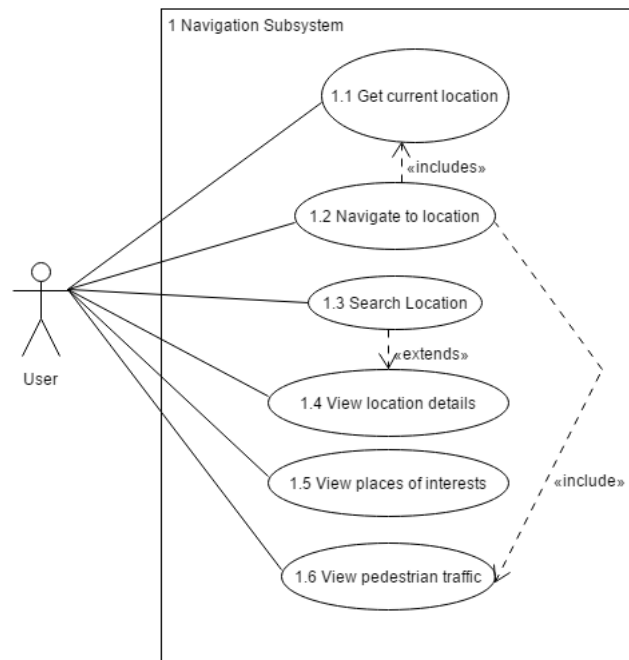 1 Navigation Subsystem
1.1 Get current location
«includes»
1.2 Navigate to location
1.3 Search Location
«extends»
User
1.4 View location details
1.5 View places of interests
«include»
1.6 View pedestrian traffic